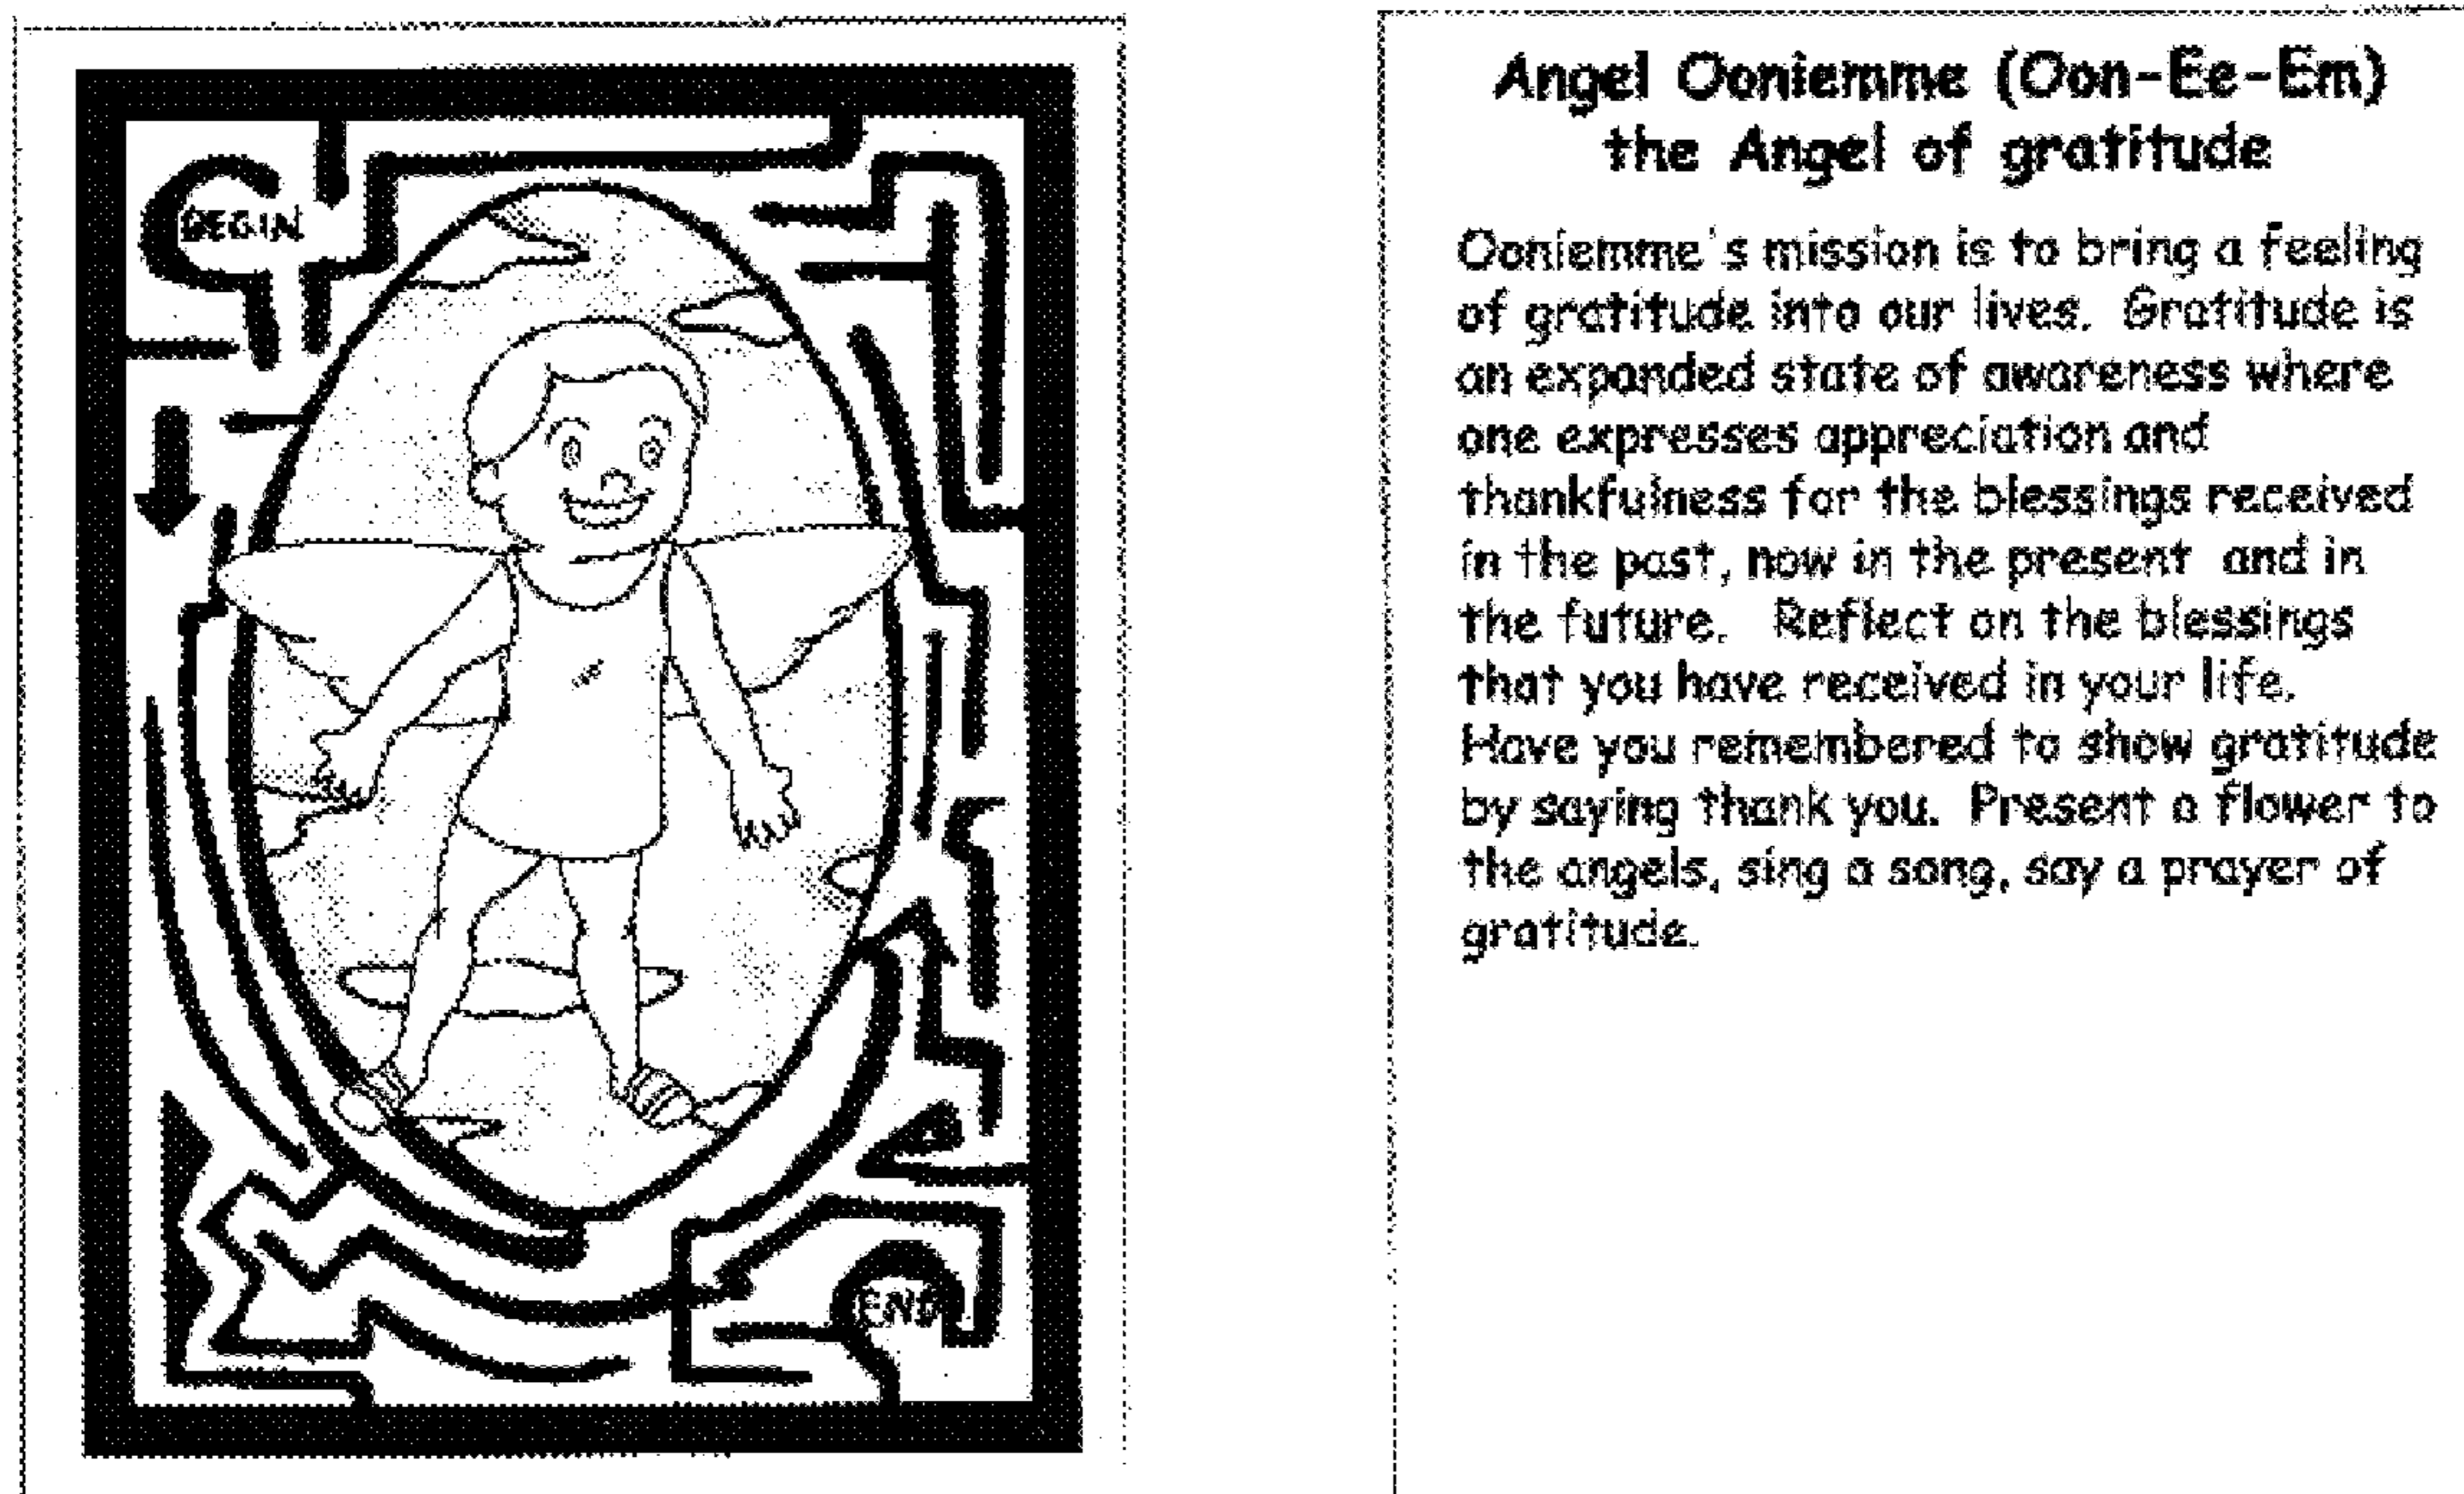 BEGIN
END
Angel Ooniemme (Oon-Ee-Em)
the Angel of gratitude
Ooniemme's mission is to bring a feeling
of gratitude into our lives. Gratitude is
an expanded state of awareness where
one expresses appreciation and
thankfulness for the blessings received
in the past, now in the present and in
the future. Reflect on the blessings
that you have received in your life.
Have you remembered to show gratitude
by saying thank you. Present a flower to
the angels, sing a song, say a prayer of
gratitude.